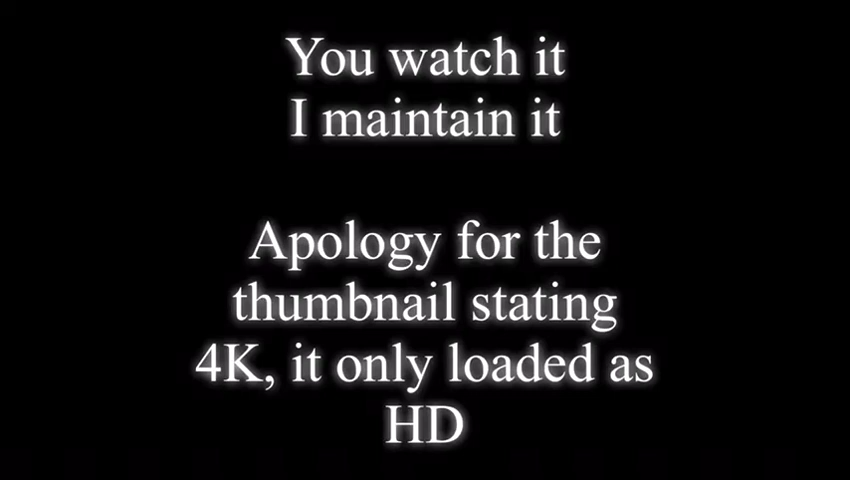 You watch it
I maintain it
Apology for the
thumbnail stating
4K, it only loaded as
HD